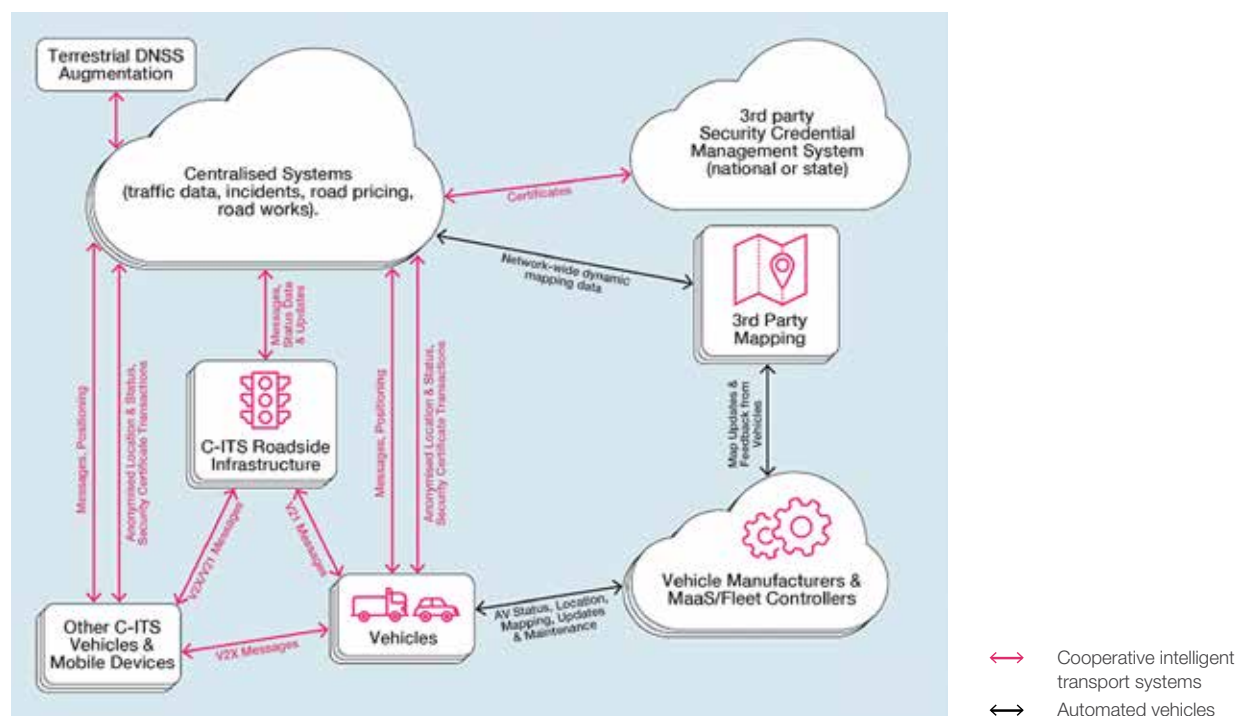 Terrestrial DNSS
Augmentation
Centralised Systems
(traffic data, incidents, road pricing,
road works).
3rd party
Security Credential
Management System
(national or state)
Certificates
Network-wide dynamic
mapping data
3rd Party
Mapping
Messages,
Status Data
& Updates
C-ITS Roadside
Infrastructure
Messages, Positioning
Anonymised Location & Status,
Security Certificate Transactions
Messages, Positioning
Anonymised Location & Status,
Security Certificate Transactions
Map Updates &
Feedback from
Vehicles
V2X/V21 Messages
V21 Messages
Vehicle Manufacturers &
MaaS/Fleet Controllers
AV Status, Location,
Mapping, Updates
& Maintenance
Other C-ITS
Vehicles &
Mobile Devices
V2X Messages
Vehicles
Cooperative intelligent
transport systems
Automated vehicles